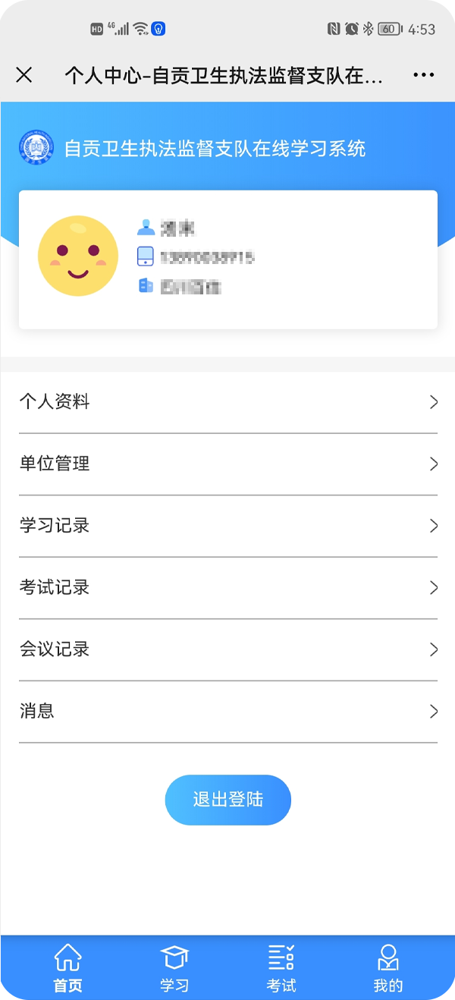 HD 4G 60 4:53
个人中心-自贡卫生执法监督支队在...
自贡卫生执法监督支队在线学习系统
个人资料
单位管理
学习记录
考试记录
会议记录
消息
退出登陆
首页 学习 考试 我的